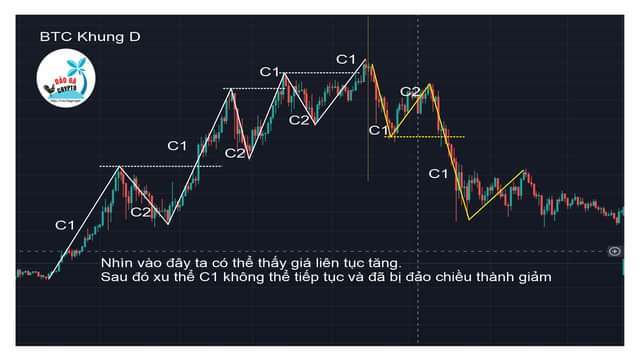 BTC Khung D
ĐẢO GÀ
CRYPTO
C1
C1
C1
C1
C2
C2
C2
C2
C1
C1
Nhìn vào đây ta có thể thấy giá liên tục tăng.
Sau đó xu thế C1 không thể tiếp tục và đã bị đảo chiều thành giảm